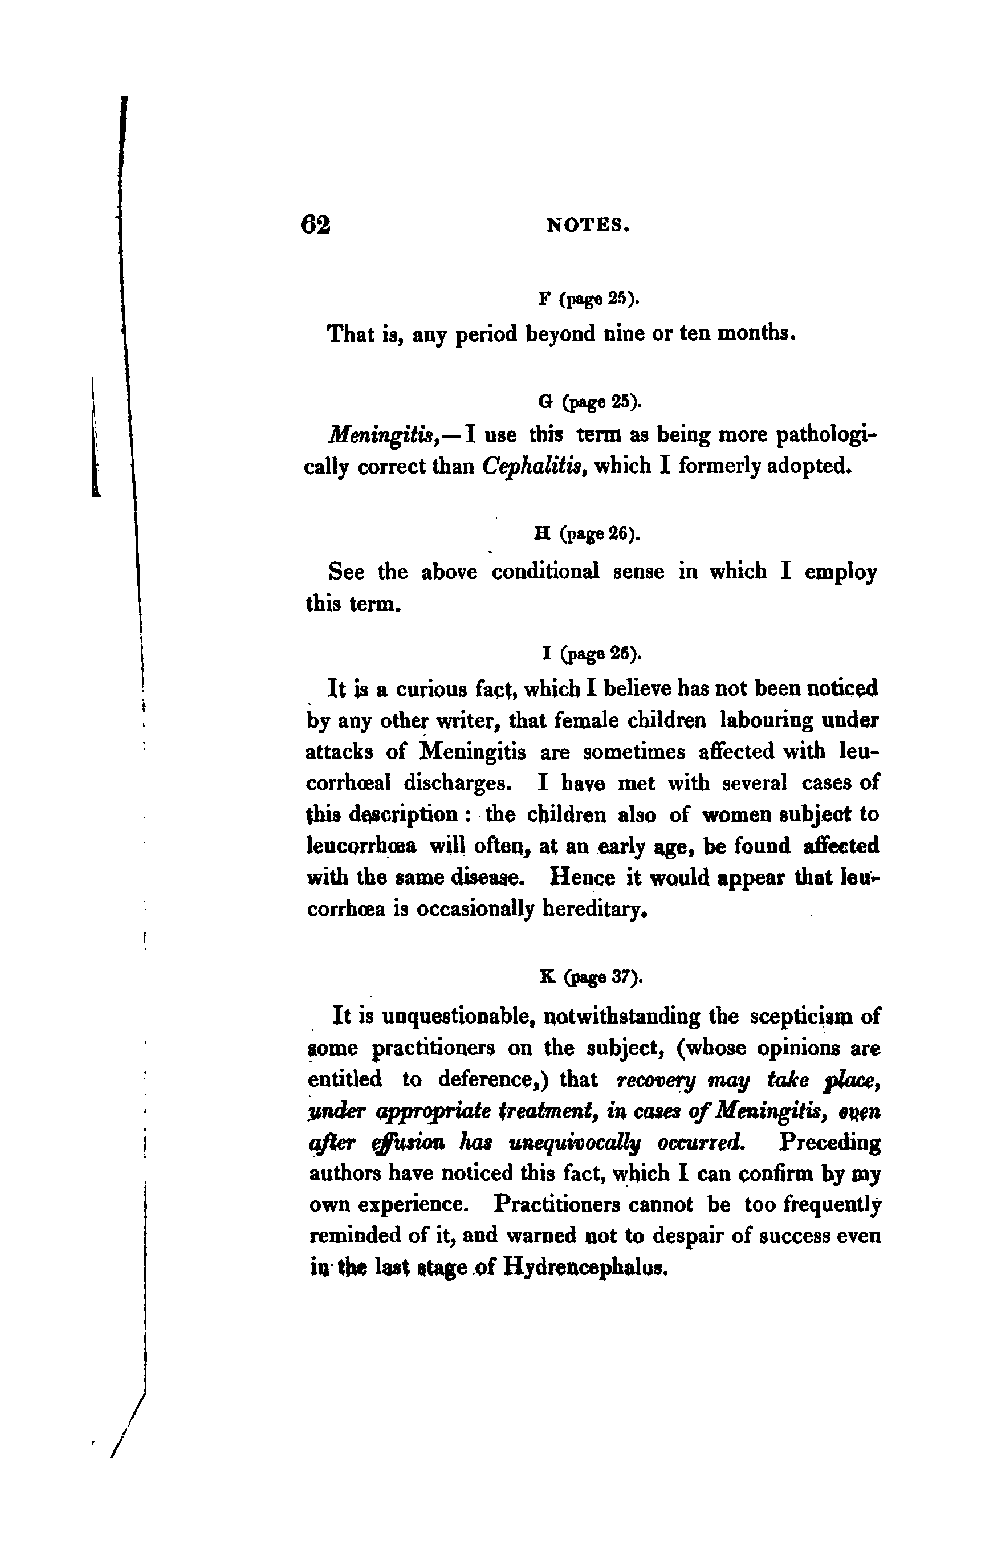 62 NOTES.
F (page 25).
That is, any period beyond nine or ten months.
G (page 25).
Meningitis,—I use this term as being more pathologi-
cally correct than Cephalitis, which I formerly adopted.
H (page 26).
See the above conditional sense in which I employ
this term.
I (page 26).
It is a curious fact, which I believe has not been noticed
by any other writer, that female children labouring under
attacks of Meningitis are sometimes affected with leu-
corrhœal discharges. I have met with several cases of
this description : the children also of women subject to
leucorrhœa will often, at an early age, be found affected
with the same disease. Hence it would appear that leu-
corrhœa is occasionally hereditary.
K (page 37).
It is unquestionable, notwithstanding the scepticism of
some practitioners on the subject, (whose opinions are
entitled to deference,) that recovery may take place,
under appropriate treatment, in cases of Meningitis, even
after effusion has unequivocally occurred. Preceding
authors have noticed this fact, which I can confirm by my
own experience. Practitioners cannot be too frequently
reminded of it, and warned not to despair of success even
in the last stage of Hydrencephalus.